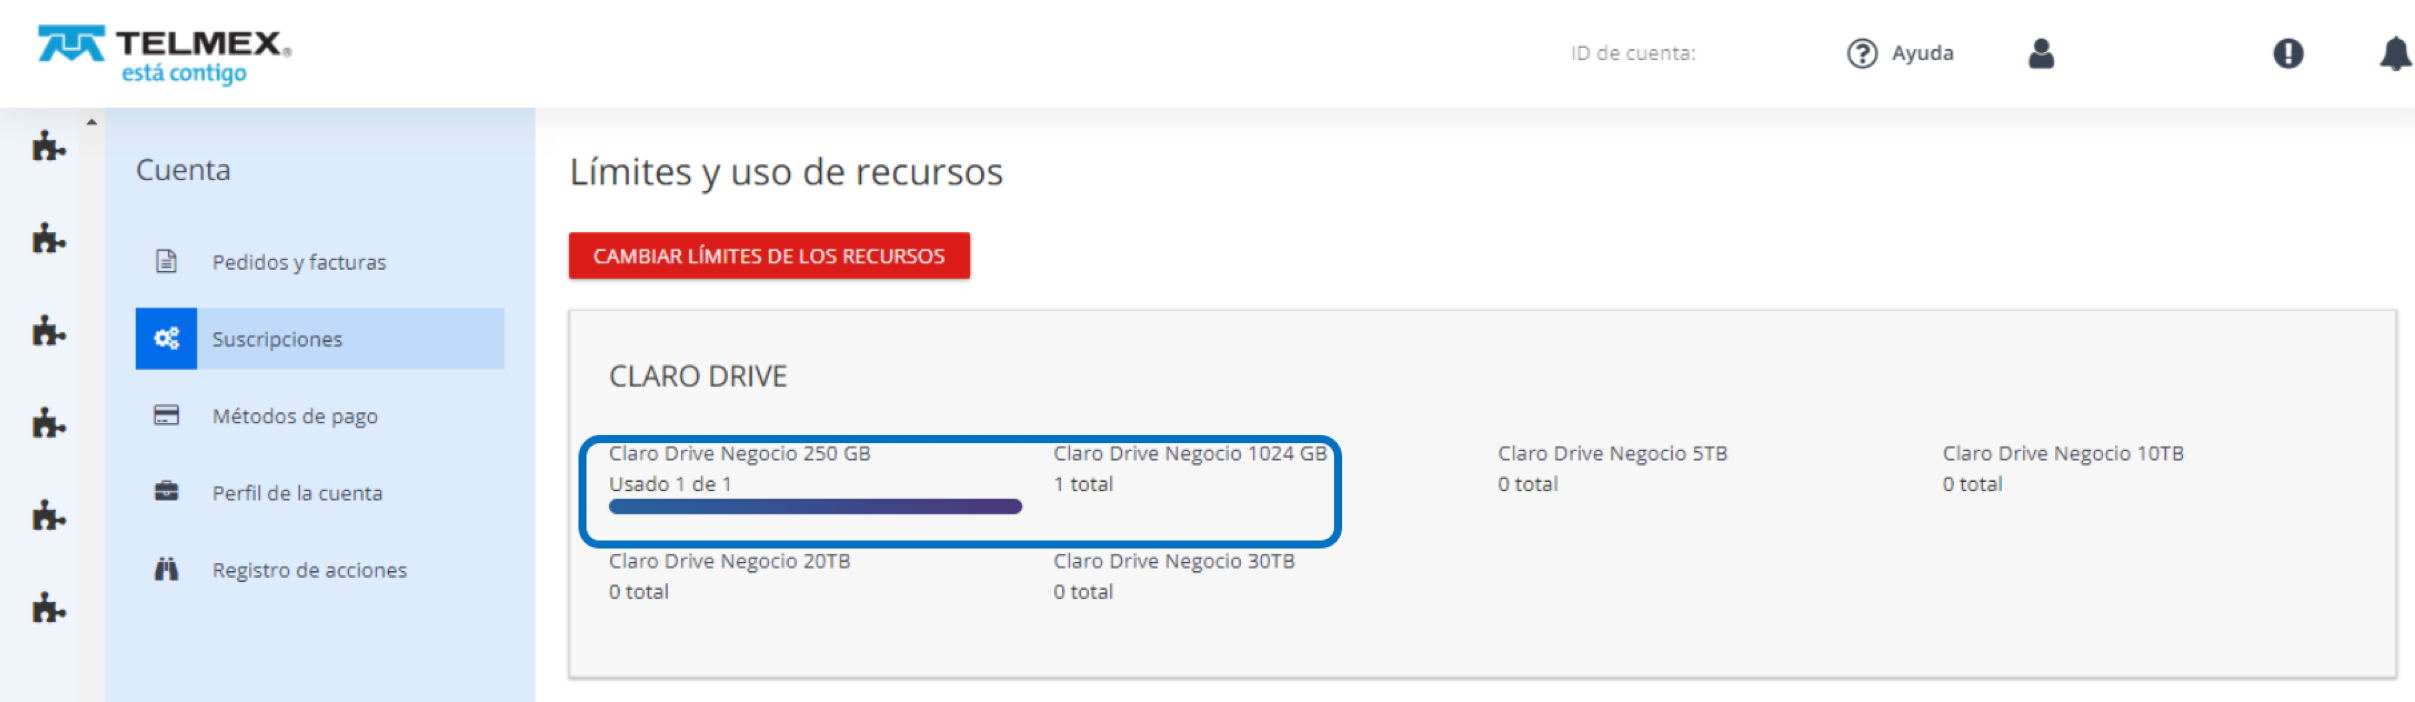 TELMEX®
está contigo
ID de cuenta:
Ayuda
Cuenta
Pedidos y facturas
Suscripciones
Métodos de pago
Perfil de la cuenta
Registro de acciones
Límites y uso de recursos
CAMBIAR LÍMITES DE LOS RECURSOS
CLARO DRIVE
Claro Drive Negocio 250 GB
Usado 1 de 1
Claro Drive Negocio 1024 GB
1 total
Claro Drive Negocio 5TB
0 total
Claro Drive Negocio 10TB
0 total
Claro Drive Negocio 20TB
0 total
Claro Drive Negocio 30TB
0 total